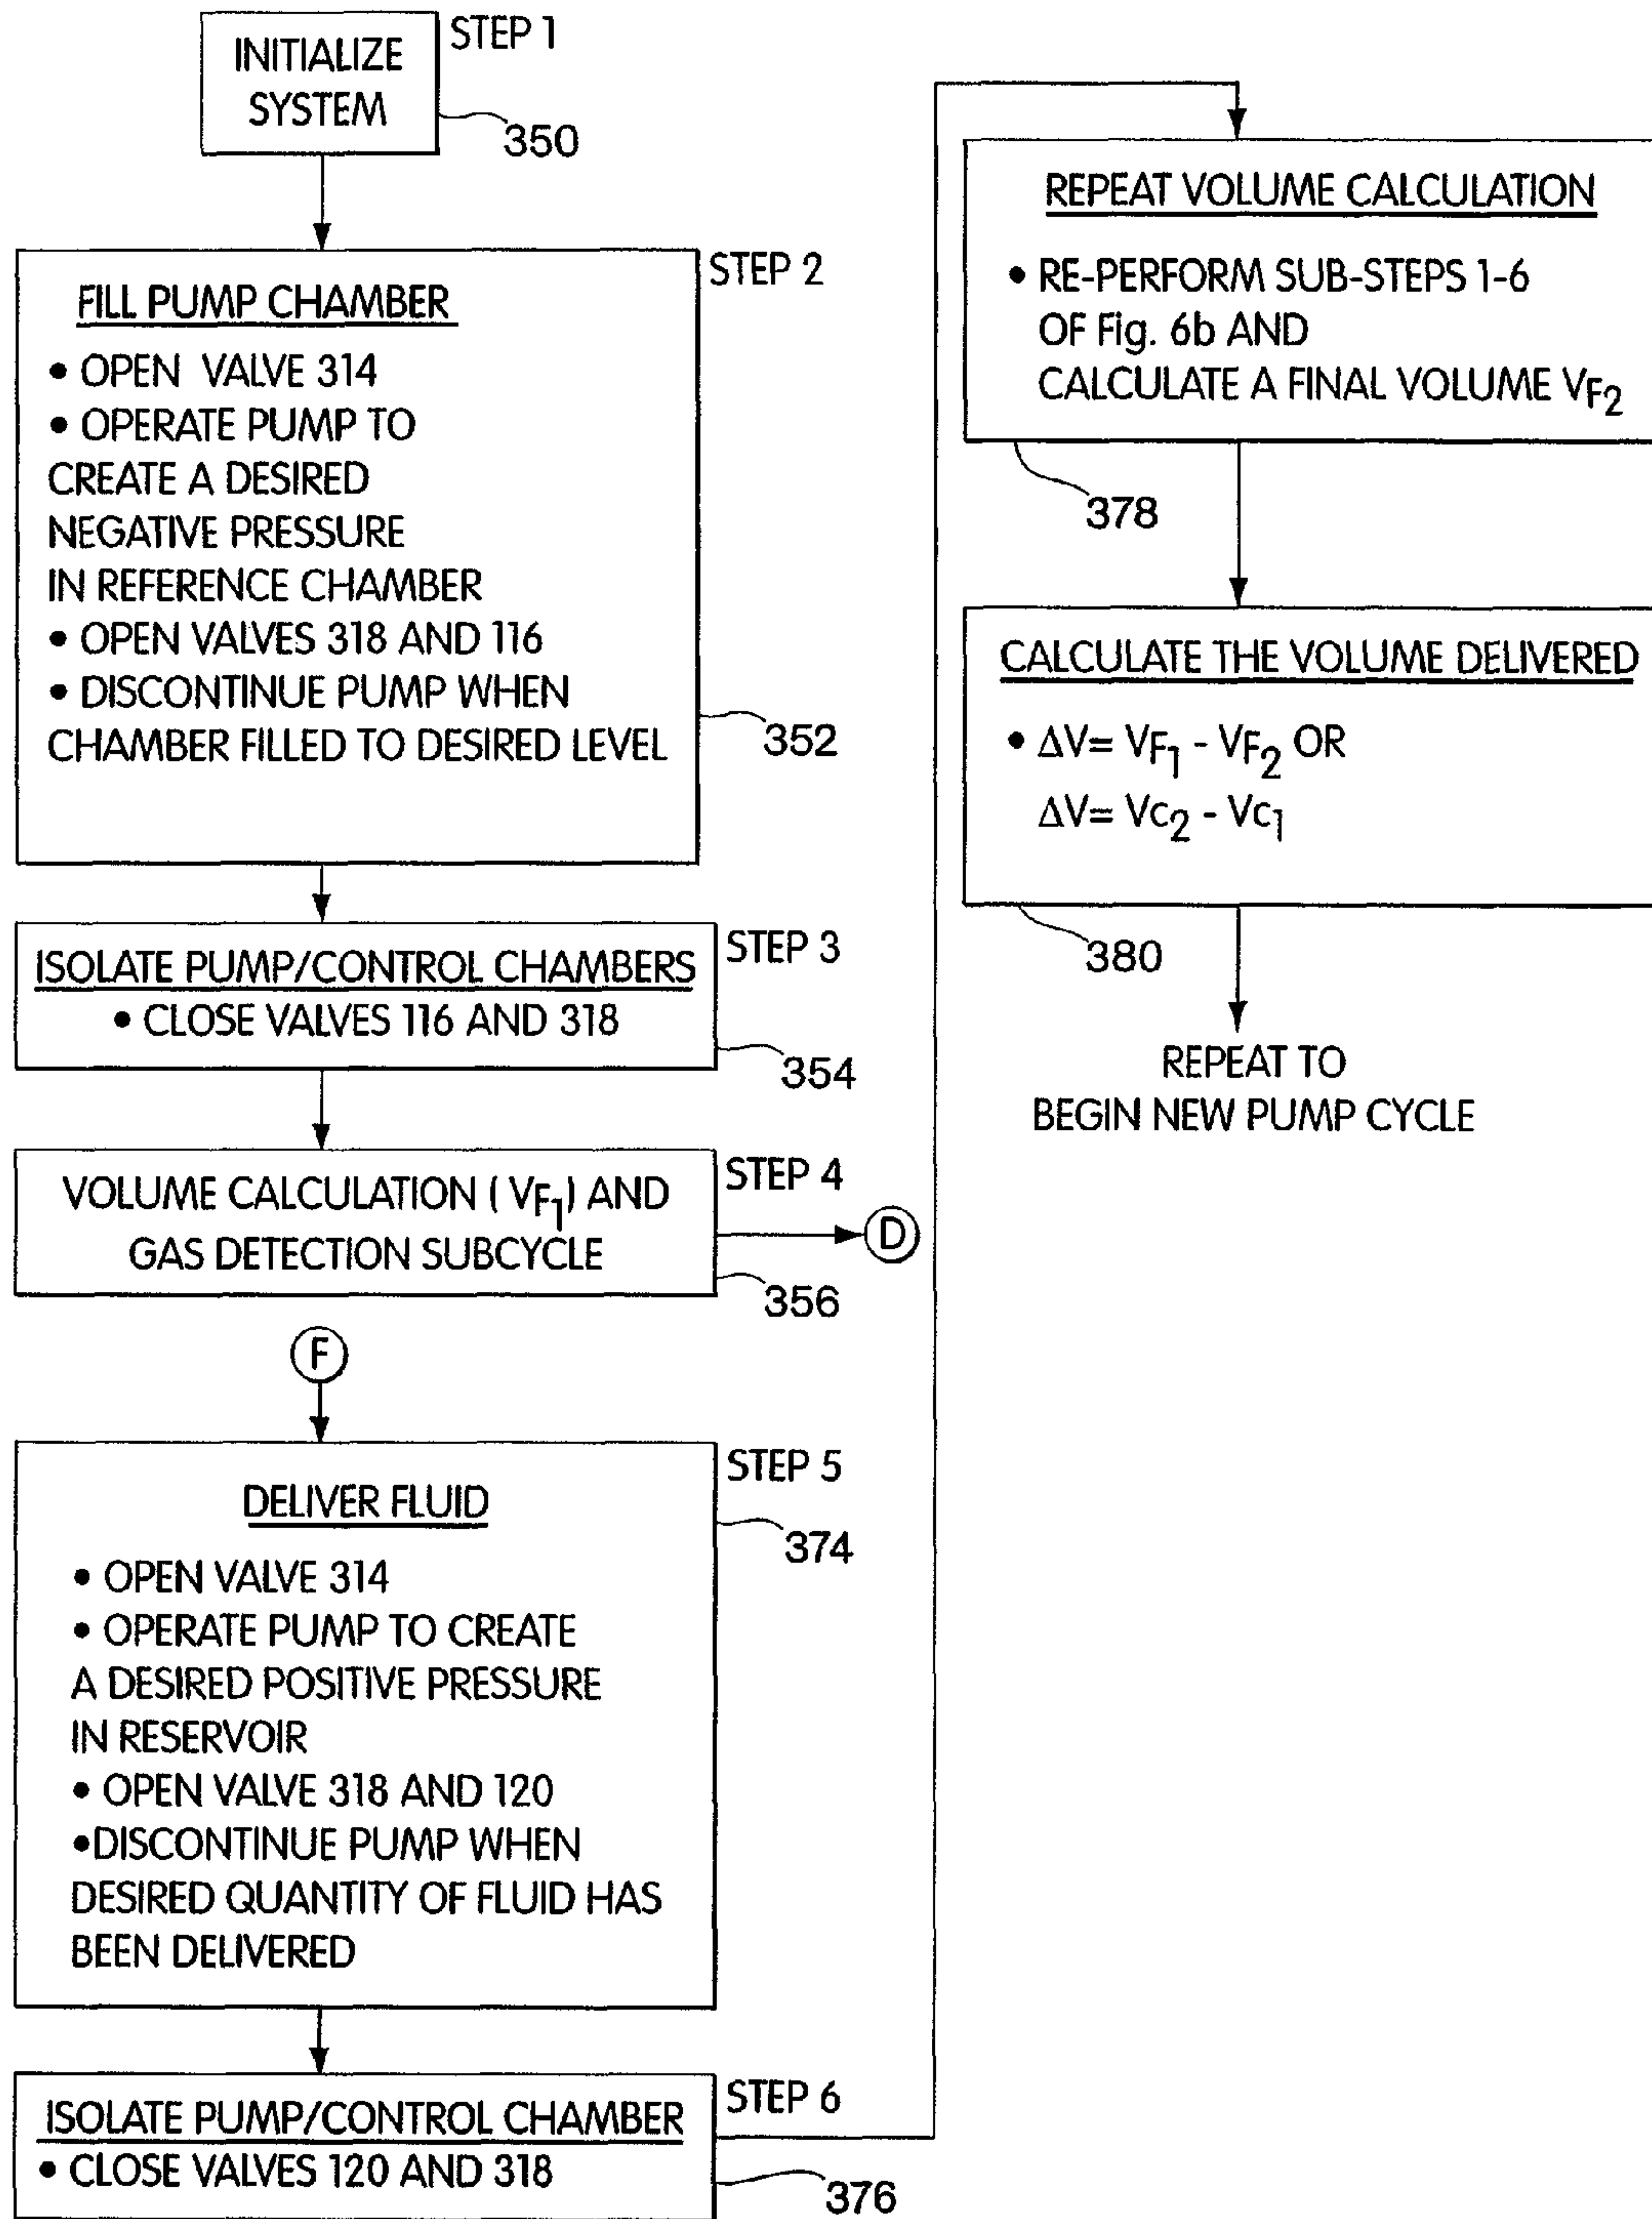 STEP 1
INITIALIZE
SYSTEM
350
STEP 2
FILL PUMP CHAMBER
• OPEN VALVE 314
• OPERATE PUMP TO
CREATE A DESIRED
NEGATIVE PRESSURE
IN REFERENCE CHAMBER
• OPEN VALVES 318 AND 116
• DISCONTINUE PUMP WHEN
CHAMBER FILLED TO DESIRED LEVEL
352
STEP 3
ISOLATE PUMP/CONTROL CHAMBERS
• CLOSE VALVES 116 AND 318
354
STEP 4
VOLUME CALCULATION ( VF1) AND
GAS DETECTION SUBCYCLE
D
356
F
STEP 5
DELIVER FLUID
374
• OPEN VALVE 314
• OPERATE PUMP TO CREATE
A DESIRED POSITIVE PRESSURE
IN RESERVOIR
• OPEN VALVE 318 AND 120
•DISCONTINUE PUMP WHEN
DESIRED QUANTITY OF FLUID HAS
BEEN DELIVERED
STEP 6
ISOLATE PUMP/CONTROL CHAMBER
• CLOSE VALVES 120 AND 318
376
REPEAT VOLUME CALCULATION
• RE-PERFORM SUB-STEPS 1-6
OF Fig. 6b AND
CALCULATE A FINAL VOLUME VF2
378
CALCULATE THE VOLUME DELIVERED
• ΔV= VF1 - VF2 OR
ΔV= Vc2 - Vc1
380
REPEAT TO
BEGIN NEW PUMP CYCLE